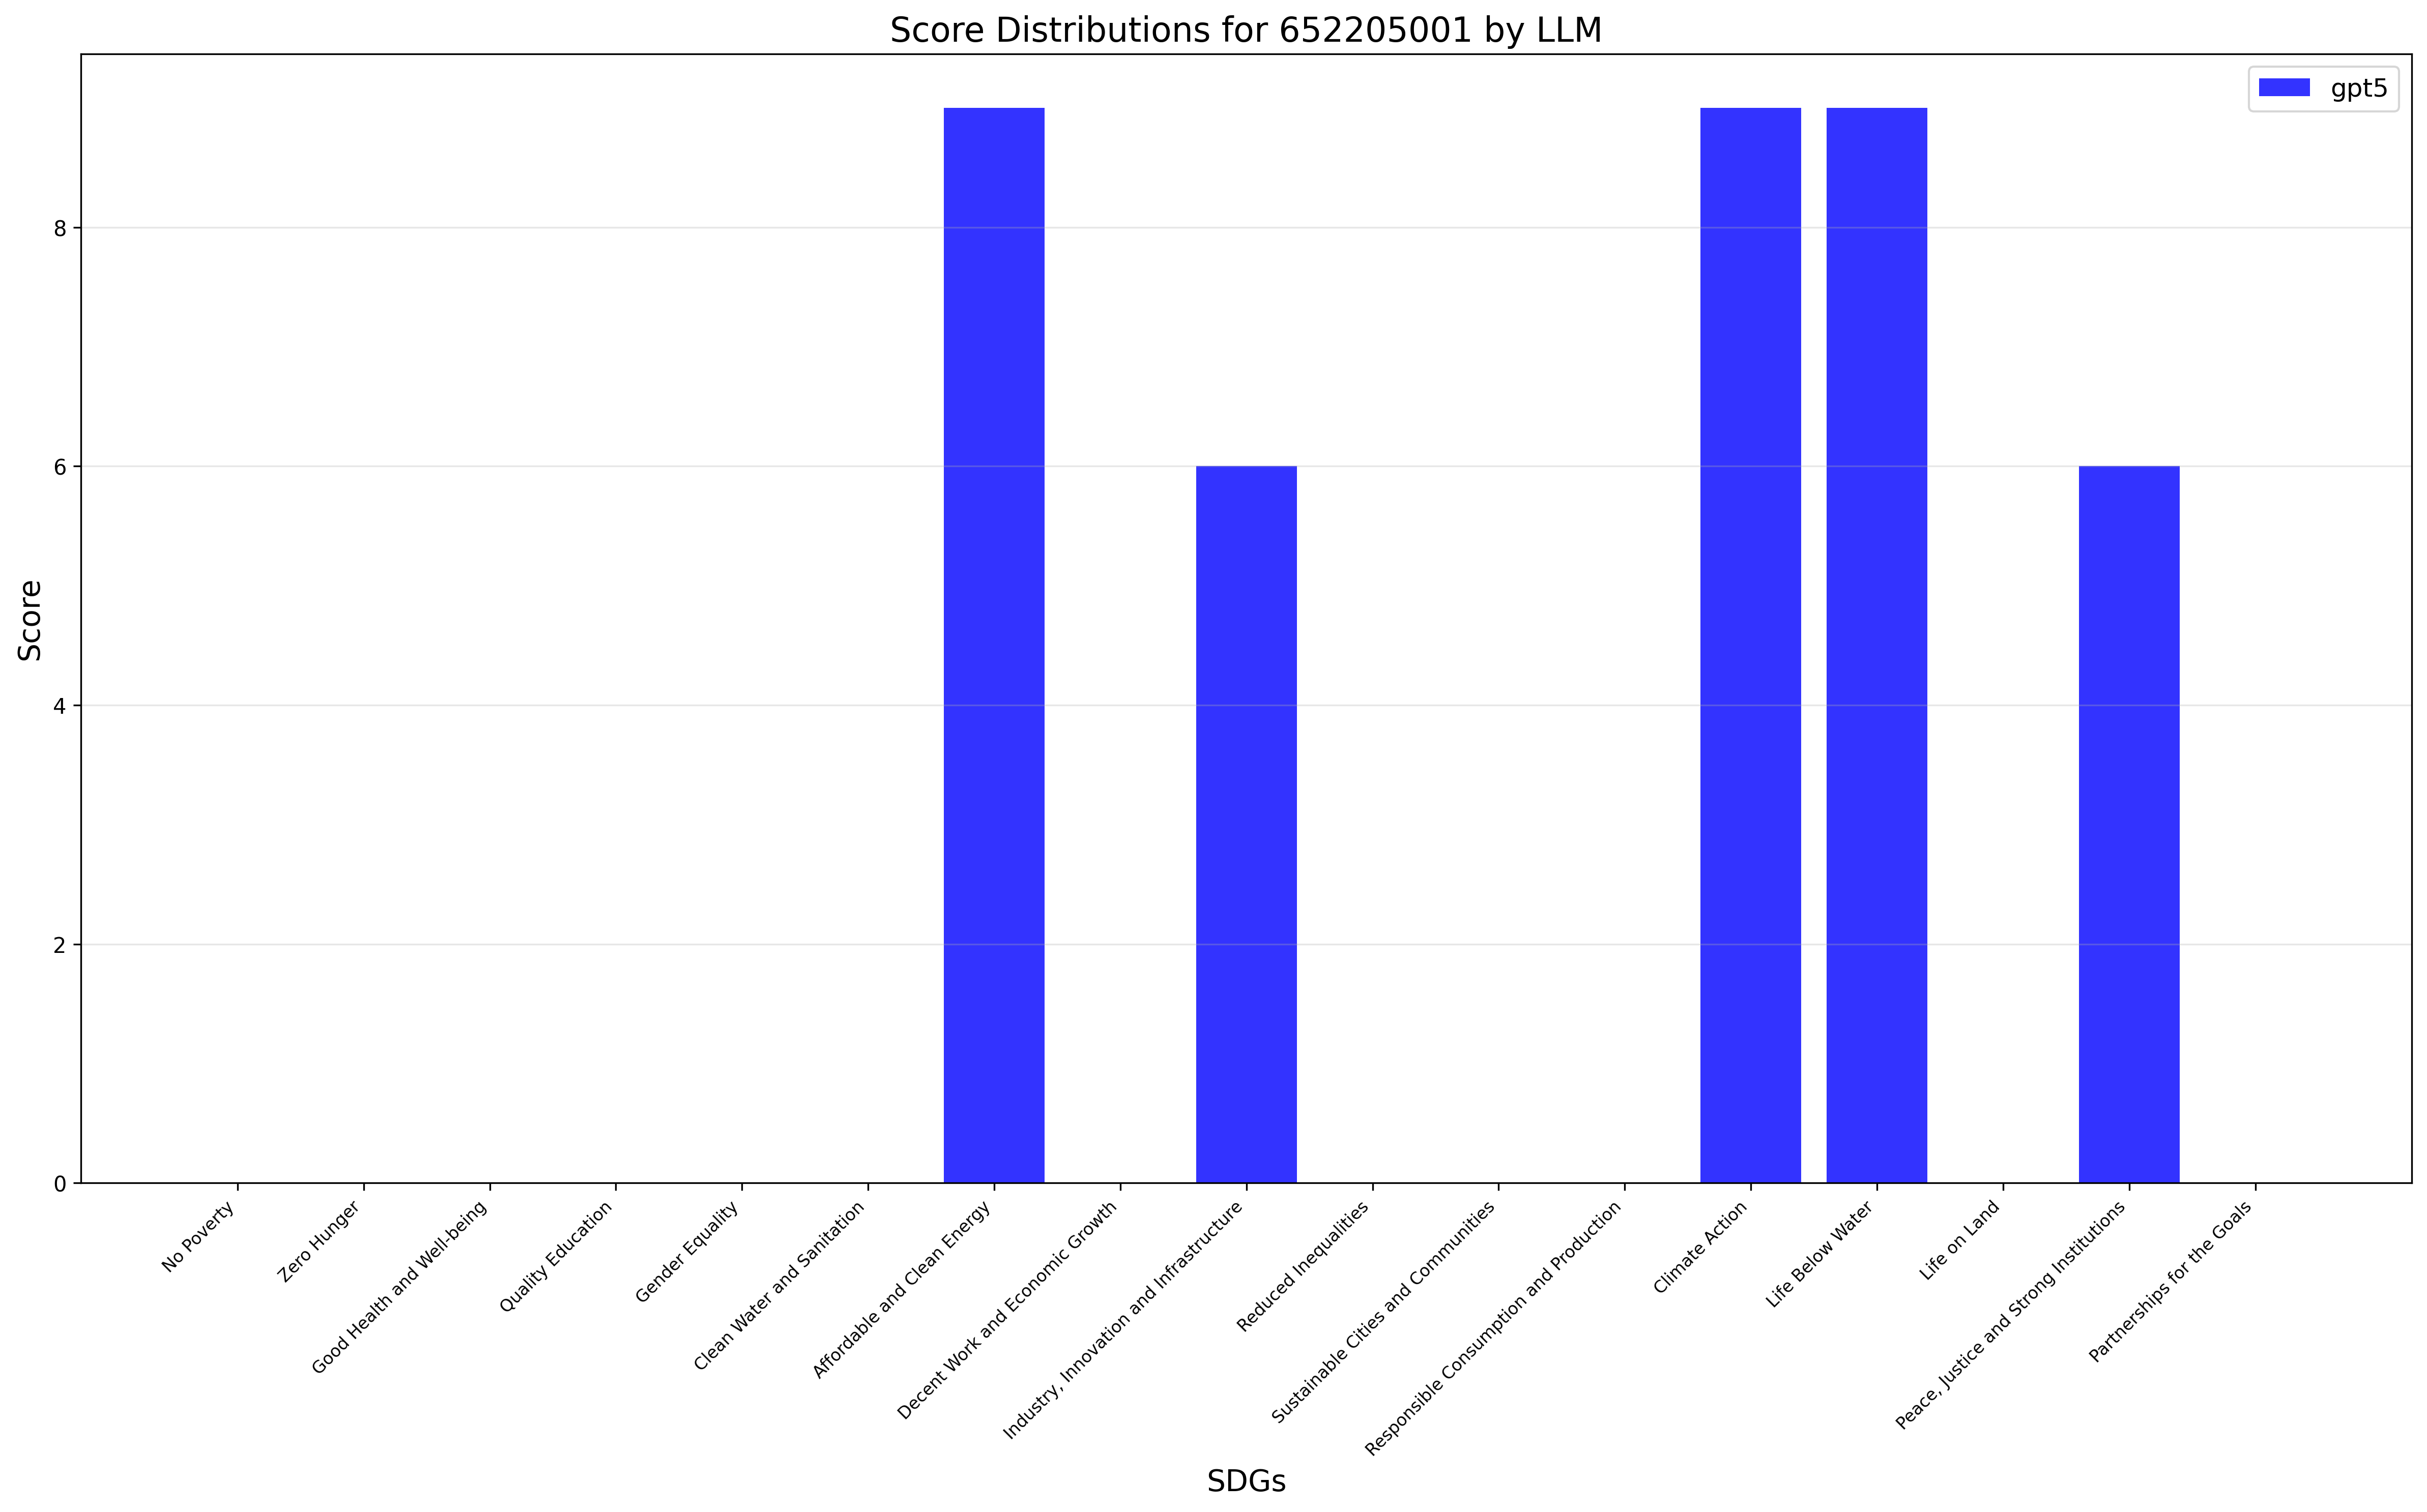 Score Distributions for 652205001 by LLM
gpt5
Score
8
6
4
2
0
No Poverty
Zero Hunger
Good Health and Well-being
Quality Education
Gender Equality
Clean Water and Sanitation
Affordable and Clean Energy
Decent Work and Economic Growth
Industry, Innovation and Infrastructure
Reduced Inequalities
Sustainable Cities and Communities
Responsible Consumption and Production
Climate Action
Life Below Water
Life on Land
Peace, Justice and Strong Institutions
Partnerships for the Goals
SDGs